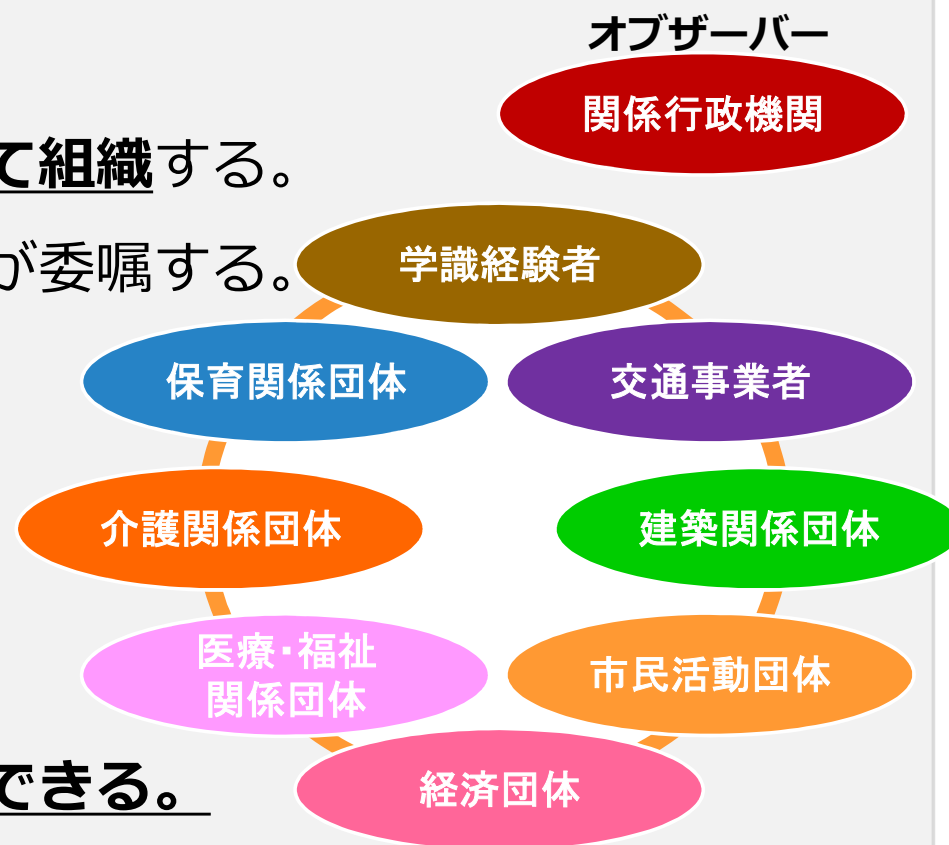 オブザーバー
関係行政機関
て組織する。
が委嘱する。
学識経験者
保育関係団体
交通事業者
介護関係団体
建築関係団体
医療・福祉
関係団体
市民活動団体
経済団体
できる。